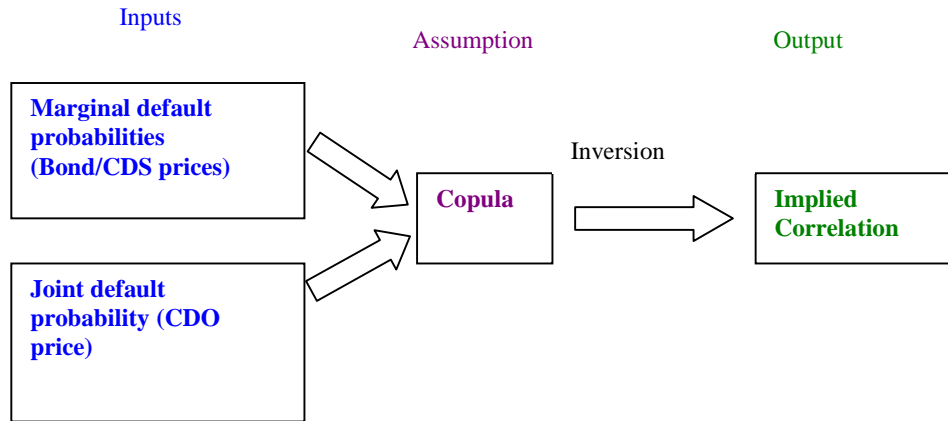 Inputs
Assumption
Output
Marginal default
probabilities
(Bond/CDS prices)
Inversion
Copula
Implied
Correlation
Joint default
probability (CDO
price)